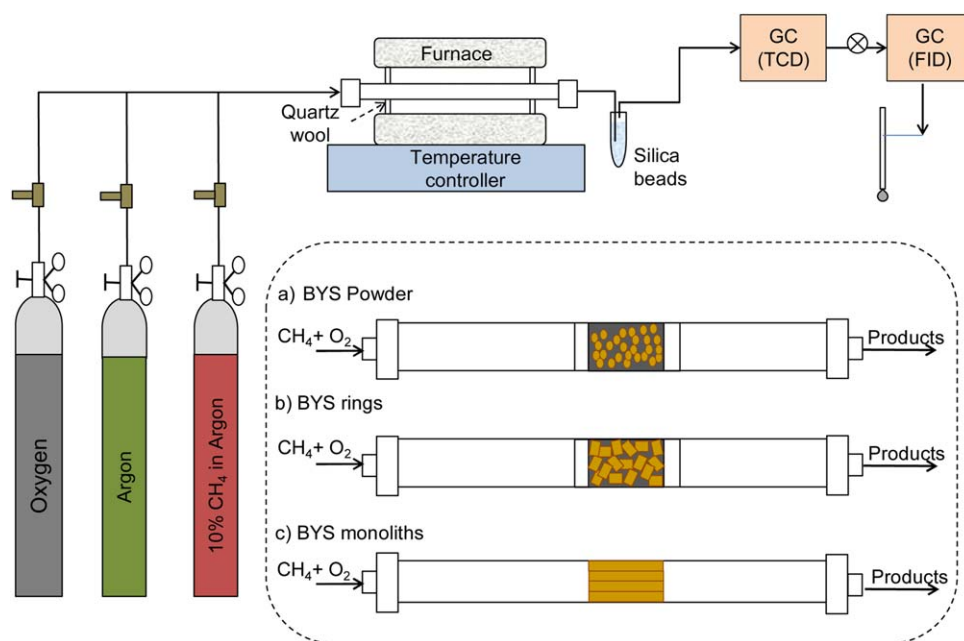 Furnace
GC
(TCD)
GC
(FID)
Quartz
wool
Temperature
controller
Silica
beads
Oxygen
Argon
10% CH₄ in Argon
a) BYS Powder
CH₄+ O₂
Products
b) BYS rings
CH₄+ O₂
Products
c) BYS monoliths
CH₄+ O₂
Products